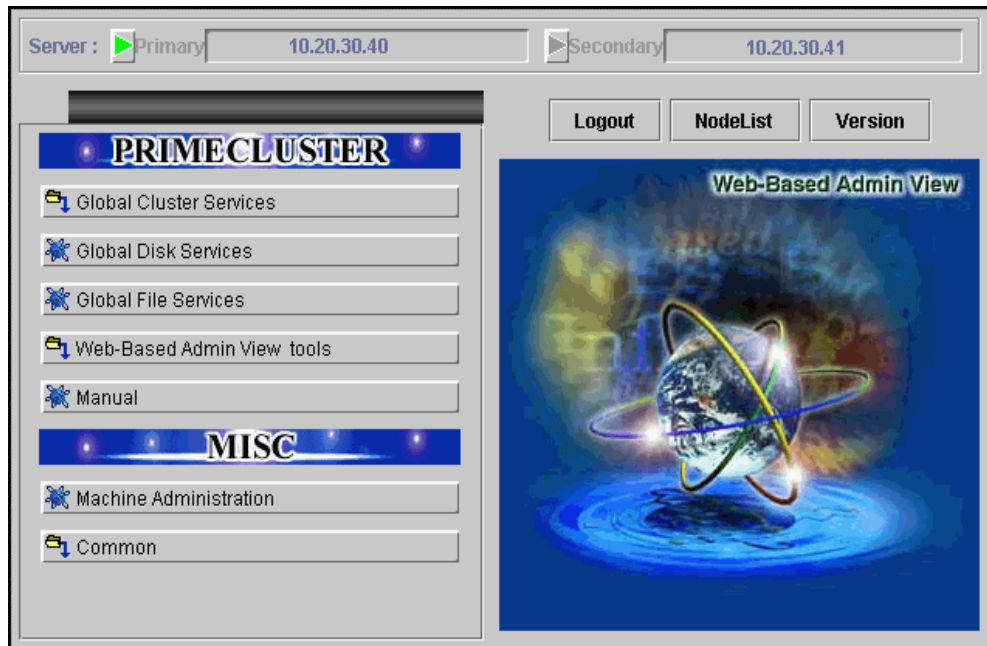 Server : Primary 10.20.30.40 Secondary 10.20.30.41
Logout NodeList Version
PRIMECLUSTER
Global Cluster Services
Global Disk Services
Global File Services
Web-Based Admin View tools
Manual
MISC
Machine Administration
Common
Web-Based Admin View